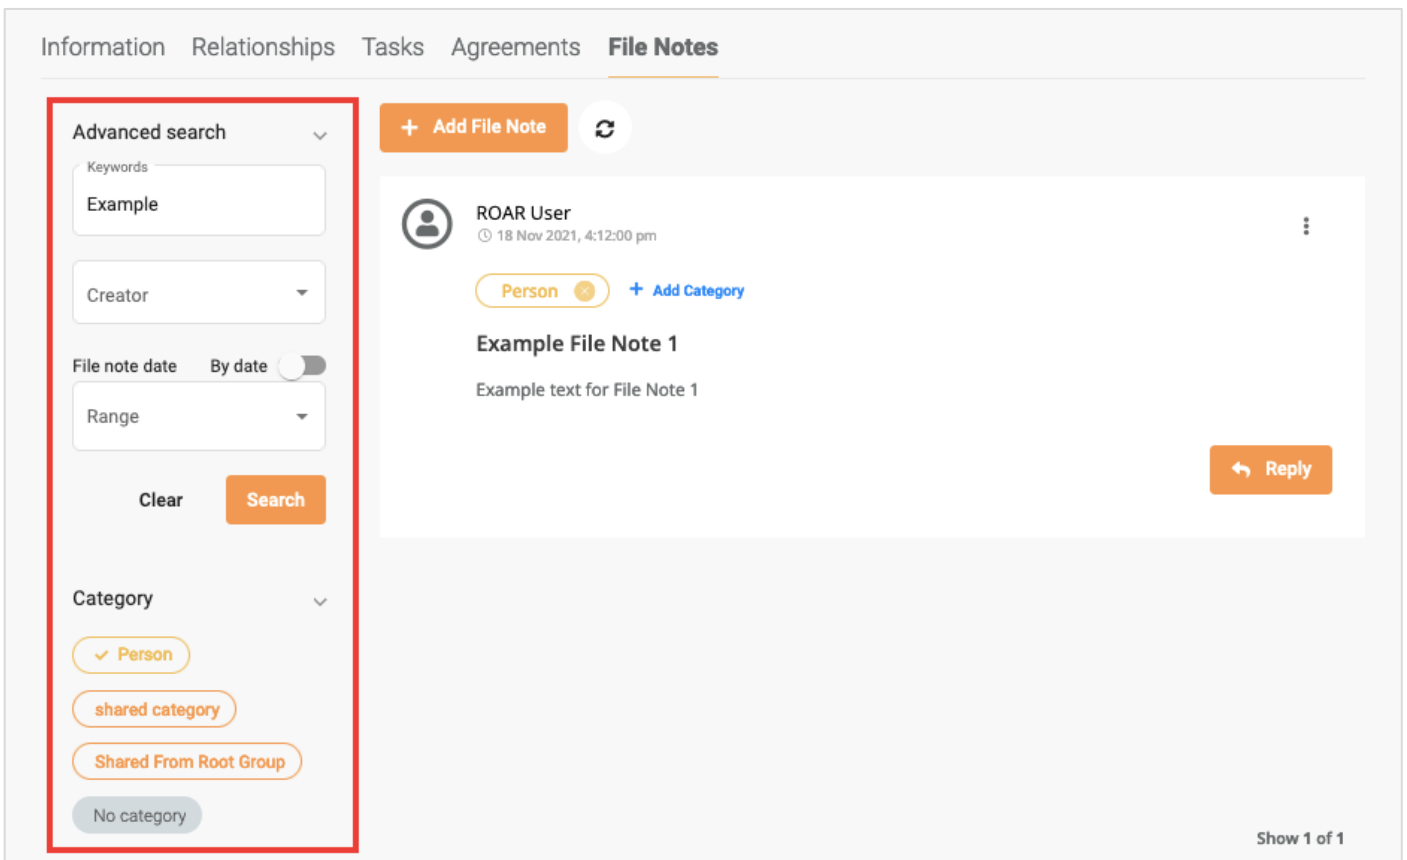 Information Relationships Tasks Agreements File Notes
Advanced search
Keywords
Example
Creator
File note date By date
Range
Clear Search
Category
Person
shared category
Shared From Root Group
No category
+ Add File Note
ROAR User
18 Nov 2021, 4:12:00 pm
Person + Add Category
Example File Note 1
Example text for File Note 1
Reply
Show 1 of 1